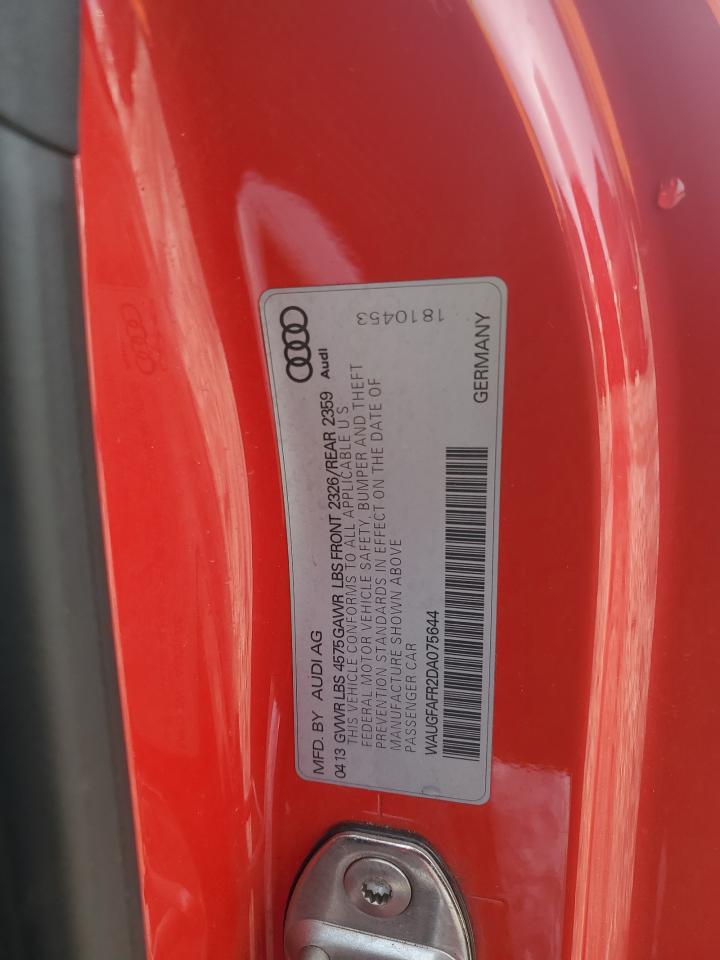 MFD. BY AUDI AG
Audi
0413 GVWR LBS 4575 GAWR LBS FRONT 2326/REAR 2359
THIS VEHICLE CONFORMS TO ALL APPLICABLE U S
FEDERAL MOTOR VEHICLE SAFETY, BUMPER AND THEFT
PREVENTION STANDARDS IN EFFECT ON THE DATE OF
MANUFACTURE SHOWN ABOVE
PASSENGER CAR
1810453
WAUGFAFR2DA075644
GERMANY